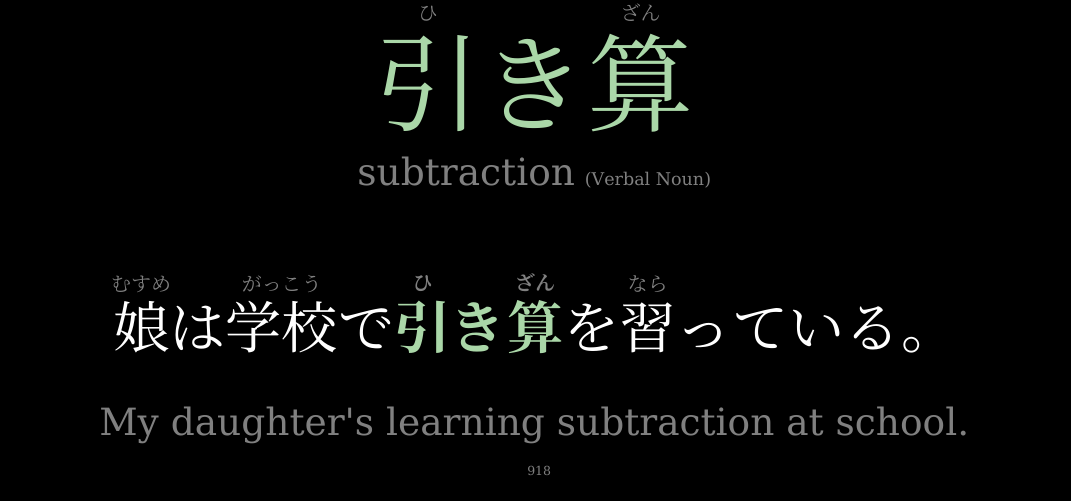 ひ ざん
引き算
subtraction (Verbal Noun)
むすめ がっこう ひ ざん なら
娘は学校で引き算を習っている。
My daughter's learning subtraction at school.
918